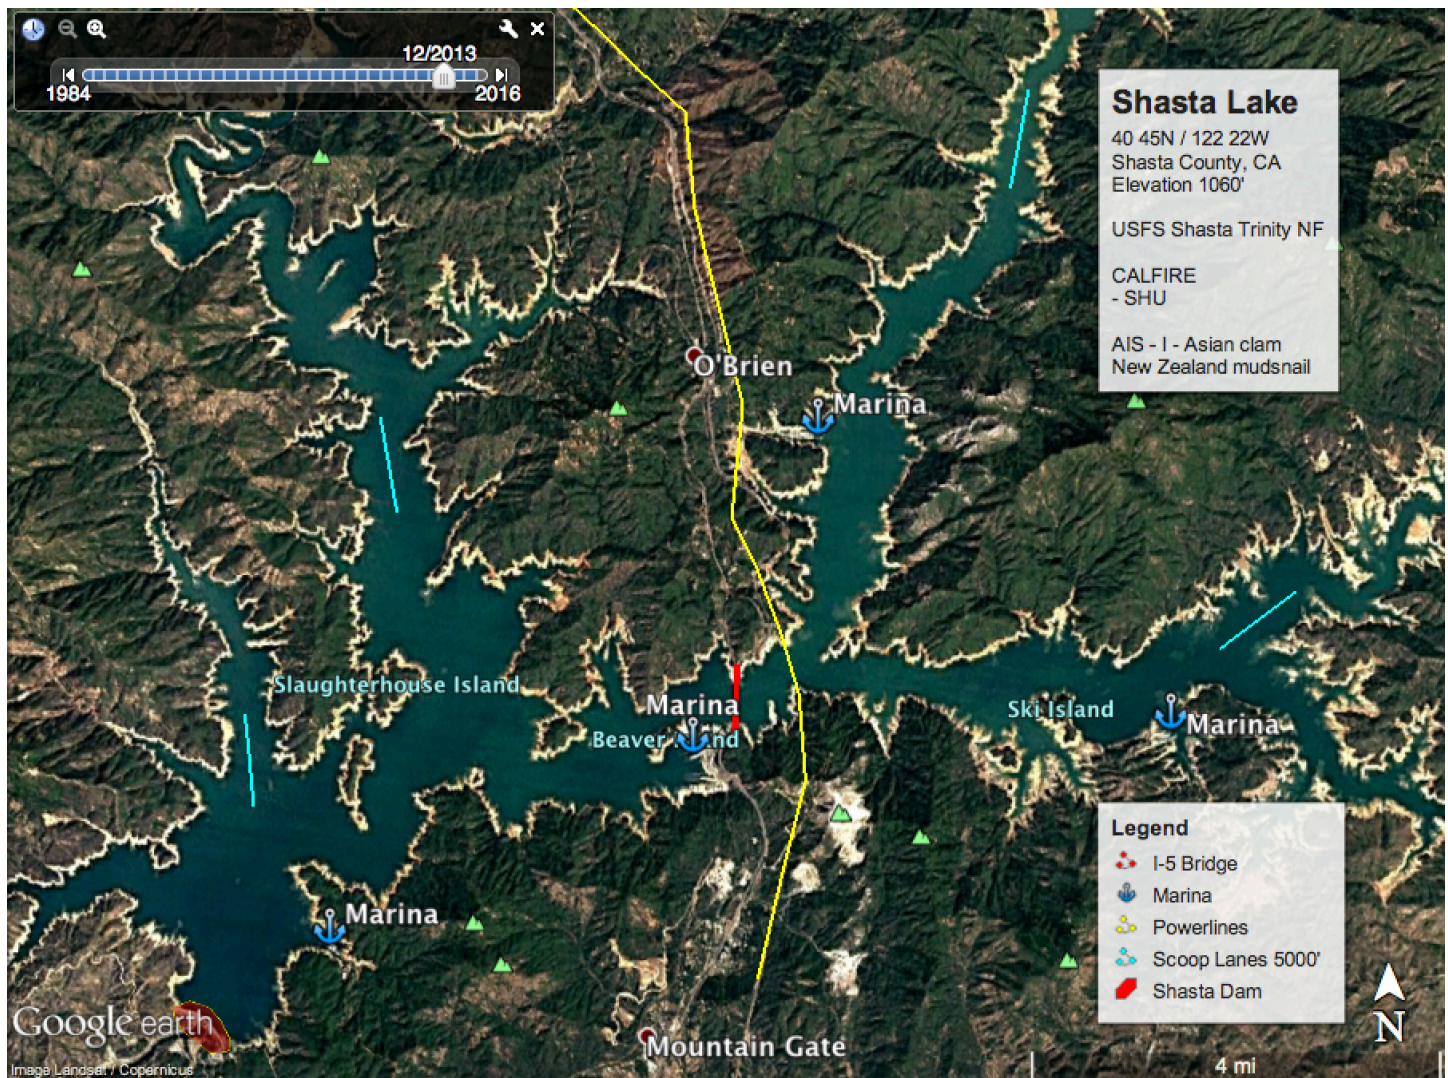 12/2013
1984
2016
Shasta Lake
40 45N / 122 22W
Shasta County, CA
Elevation 1060'
USFS Shasta Trinity NF
CALFIRE
- SHU
AIS - I - Asian clam
New Zealand mudsnail
O'Brien
Marina
Slaughterhouse Island
Marina
Beaver
nd
Ski Island
Marina
Marina
Legend
I-5 Bridge
Marina
Powerlines
Scoop Lanes 5000'
Shasta Dam
N
Google earth
Mountain Gate
4 mi
Image Landsat / Copernicus